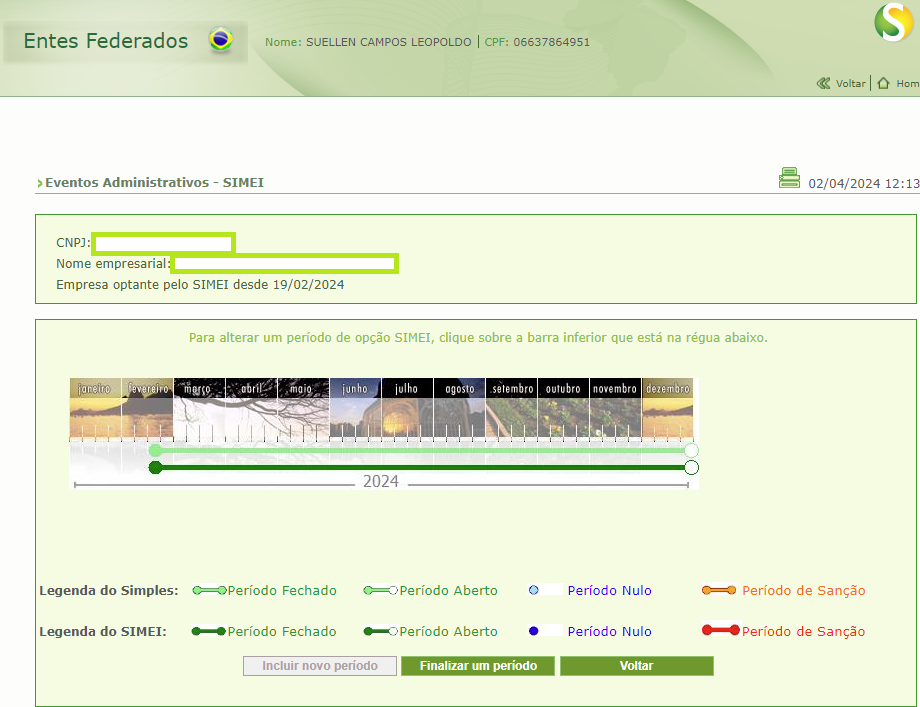 Entes Federados
Nome: SUELLEN CAMPOS LEOPOLDO | CPF: 06637864951
Voltar | Hom
Eventos Administrativos - SIMEI
02/04/2024 12:13
CNPJ:
Nome empresarial:
Empresa optante pelo SIMEI desde 19/02/2024
Para alterar um período de opção SIMEI, clique sobre a barra inferior que está na régua abaixo.
janeiro fevereiro março abril maio junho julho agosto setembro outubro novembro dezembro
2024
Legenda do Simples: Período Fechado Período Aberto Período Nulo Período de Sanção
Legenda do SIMEI: Período Fechado Período Aberto Período Nulo Período de Sanção
Incluir novo período Finalizar um período Voltar